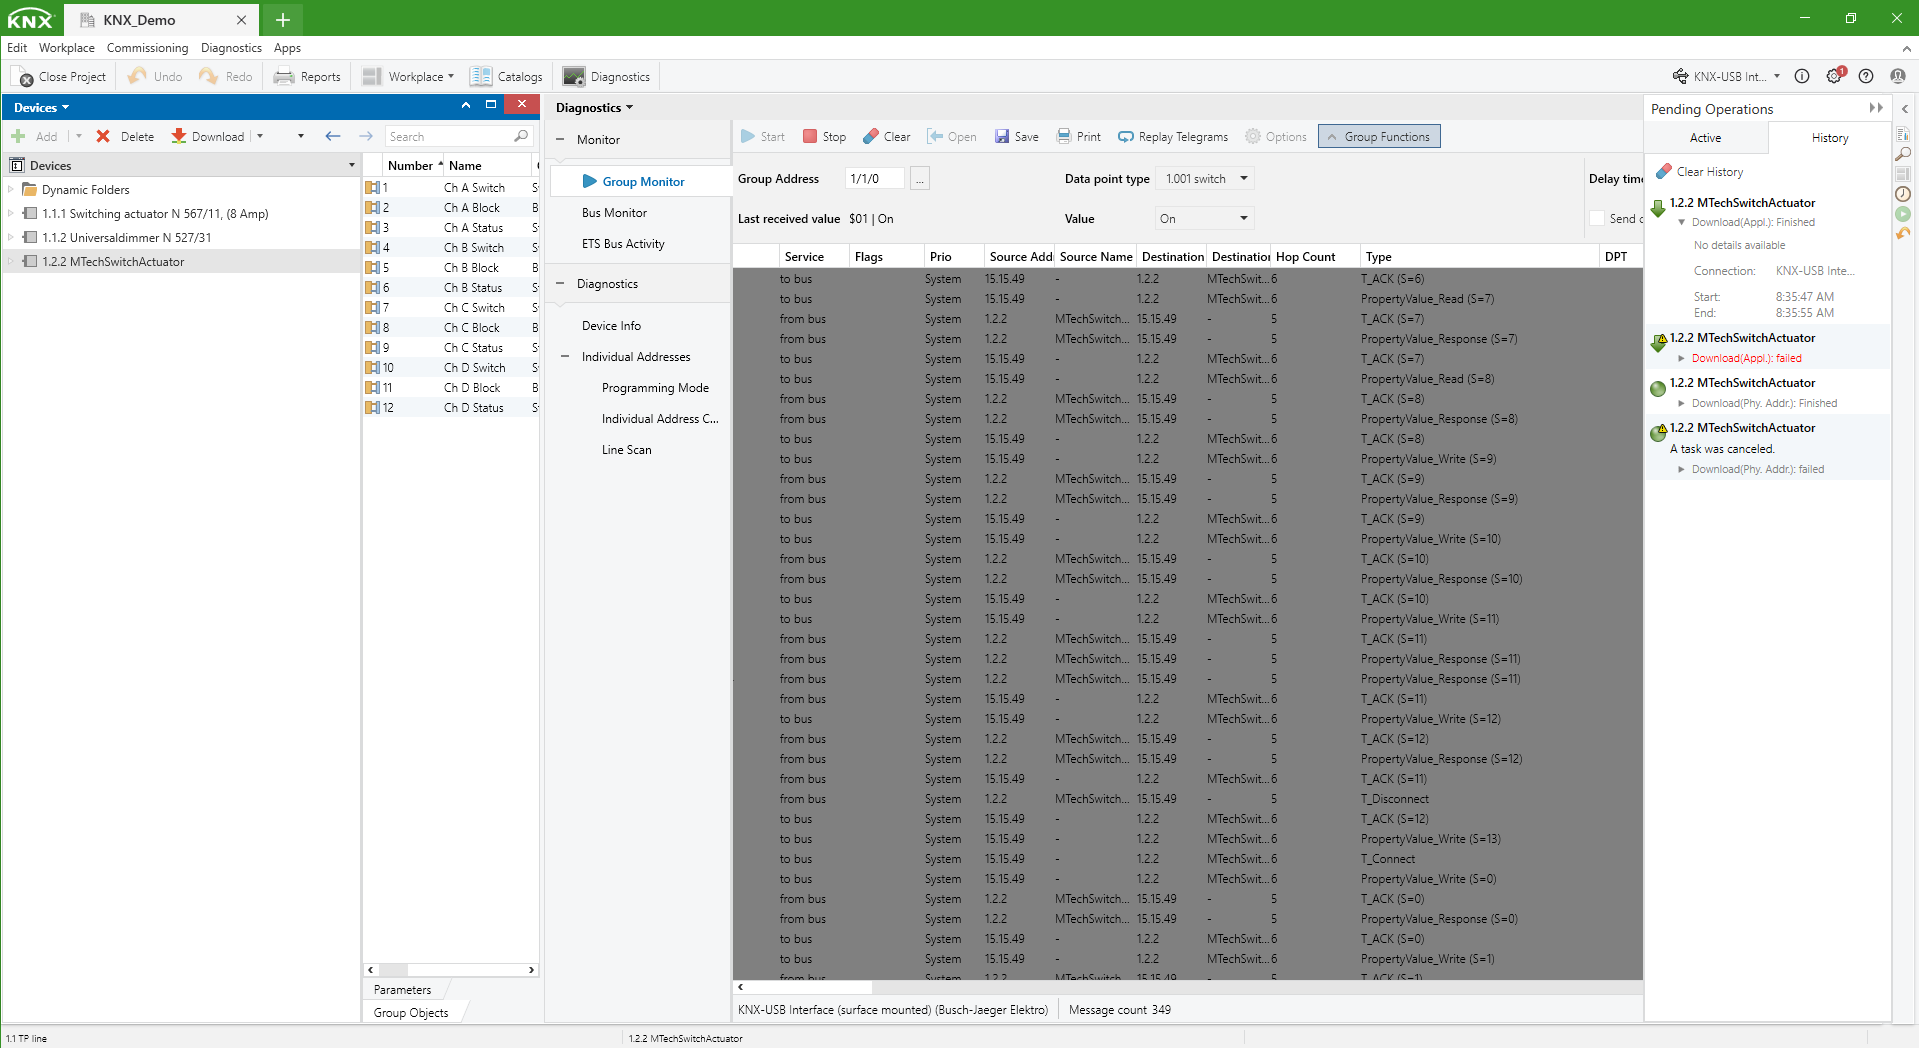 KNX
KNX_Demo
Edit Workplace Commissioning Diagnostics Apps
Close Project Undo Redo Reports Workplace Catalogs Diagnostics KNX-USB Int... 1
Devices
Add Delete Download Search
Devices
Dynamic Folders
1.1.1 Switching actuator N 567/11, (8 Amp)
1.1.2 Universaldimmer N 527/31
1.2.2 MTechSwitchActuator
Number Name
1 Ch A Switch
2 Ch A Block
3 Ch A Status
4 Ch B Switch
5 Ch B Block
6 Ch B Status
7 Ch C Switch
8 Ch C Block
9 Ch C Status
10 Ch D Switch
11 Ch D Block
12 Ch D Status
Parameters
Group Objects
Diagnostics
Monitor
Group Monitor
Bus Monitor
ETS Bus Activity
Diagnostics
Device Info
Individual Addresses
Programming Mode
Individual Address C...
Line Scan
Start Stop Clear Open Save Print Replay Telegrams Options Group Functions
Group Address 1/1/0 ... Data point type 1.001 switch Delay time
Last received value $01 | On Value On Send
Service Flags Prio Source Add Source Name Destination Destination Hop Count Type DPT
to bus System 15.15.49 - 1.2.2 MTechSwit... 6 T_ACK (S=6)
to bus System 15.15.49 - 1.2.2 MTechSwit... 6 PropertyValue_Read (S=7)
from bus System 1.2.2 MTechSwitch... 15.15.49 - 5 T_ACK (S=7)
from bus System 1.2.2 MTechSwitch... 15.15.49 - 5 PropertyValue_Response (S=7)
to bus System 15.15.49 - 1.2.2 MTechSwit... 6 T_ACK (S=7)
to bus System 15.15.49 - 1.2.2 MTechSwit... 6 PropertyValue_Read (S=8)
from bus System 1.2.2 MTechSwitch... 15.15.49 - 5 T_ACK (S=8)
from bus System 1.2.2 MTechSwitch... 15.15.49 - 5 PropertyValue_Response (S=8)
to bus System 15.15.49 - 1.2.2 MTechSwit... 6 T_ACK (S=8)
to bus System 15.15.49 - 1.2.2 MTechSwit... 6 PropertyValue_Write (S=9)
from bus System 1.2.2 MTechSwitch... 15.15.49 - 5 T_ACK (S=9)
from bus System 1.2.2 MTechSwitch... 15.15.49 - 5 PropertyValue_Response (S=9)
to bus System 15.15.49 - 1.2.2 MTechSwit... 6 T_ACK (S=9)
to bus System 15.15.49 - 1.2.2 MTechSwit... 6 PropertyValue_Write (S=10)
from bus System 1.2.2 MTechSwitch... 15.15.49 - 5 T_ACK (S=10)
from bus System 1.2.2 MTechSwitch... 15.15.49 - 5 PropertyValue_Response (S=10)
to bus System 15.15.49 - 1.2.2 MTechSwit... 6 T_ACK (S=10)
to bus System 15.15.49 - 1.2.2 MTechSwit... 6 PropertyValue_Write (S=11)
from bus System 1.2.2 MTechSwitch... 15.15.49 - 5 T_ACK (S=11)
from bus System 1.2.2 MTechSwitch... 15.15.49 - 5 PropertyValue_Response (S=11)
from bus System 1.2.2 MTechSwitch... 15.15.49 - 5 PropertyValue_Response (S=11)
from bus System 15.15.49 - 1.2.2 MTechSwit... 6 T_ACK (S=11)
to bus System 15.15.49 - 1.2.2 MTechSwit... 6 PropertyValue_Write (S=12)
from bus System 1.2.2 MTechSwitch... 15.15.49 - 5 T_ACK (S=12)
from bus System 1.2.2 MTechSwitch... 15.15.49 - 5 PropertyValue_Response (S=12)
from bus System 15.15.49 - 1.2.2 MTechSwit... 6 T_ACK (S=11)
from bus System 1.2.2 MTechSwitch... 15.15.49 - 5 T_Disconnect
to bus System 15.15.49 - 1.2.2 MTechSwit... 6 T_ACK (S=12)
to bus System 15.15.49 - 1.2.2 MTechSwit... 6 PropertyValue_Write (S=13)
to bus System 15.15.49 - 1.2.2 MTechSwit... 6 T_Connect
to bus System 15.15.49 - 1.2.2 MTechSwit... 6 PropertyValue_Write (S=0)
from bus System 1.2.2 MTechSwitch... 15.15.49 - 5 T_ACK (S=0)
from bus System 1.2.2 MTechSwitch... 15.15.49 - 5 PropertyValue_Response (S=0)
to bus System 15.15.49 - 1.2.2 MTechSwit... 6 T_ACK (S=0)
to bus System 15.15.49 - 1.2.2 MTechSwit... 6 PropertyValue_Write (S=1)
from bus System 1.2.2 MTechSwitch... 15.15.49 - 5 T_ACK (S=1)
KNX-USB Interface (surface mounted) (Busch-Jaeger Elektro) Message count 349
Pending Operations
Active History
Clear History
1.2.2 MTechSwitchActuator
Download(Appl.): Finished
No details available
Connection: KNX-USB Inte...
Start: 8:35:47 AM
End: 8:35:55 AM
1.2.2 MTechSwitchActuator
Download(Appl.): failed
1.2.2 MTechSwitchActuator
Download(Phy. Addr.): Finished
1.2.2 MTechSwitchActuator
A task was canceled.
Download(Phy. Addr.): failed
1.1 TP line 1.2.2 MTechSwitchActuator